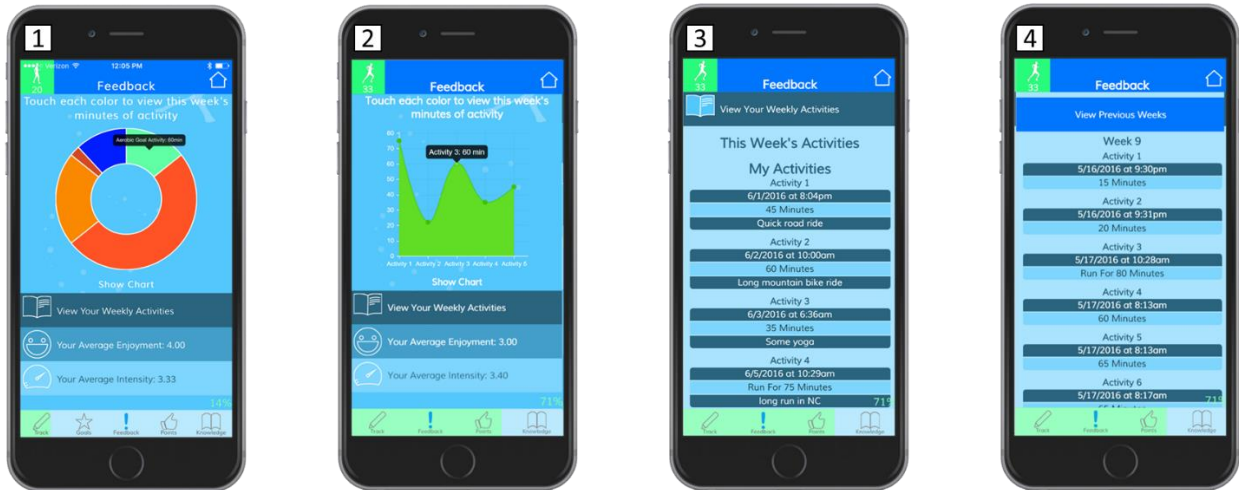 1
Verizon 12:05 PM
20
Feedback
Touch each color to view this week's
minutes of activity
Aerobic Goal Activity: 60min
Show Chart
View Your Weekly Activities
Your Average Enjoyment: 4.00
Your Average Intensity: 3.33
14%
Track Goals Feedback Points Knowledge
2
33
Feedback
Touch each color to view this week's
minutes of activity
80
70
60
50
40
30
20
10
0
Activity 3: 60 min
Activity 1 Activity 2 Activity 3 Activity 4 Activity 5
Show Chart
View Your Weekly Activities
Your Average Enjoyment: 3.00
Your Average Intensity: 3.40
71%
Track Feedback Points Knowledge
3
33
Feedback
View Your Weekly Activities
This Week's Activities
My Activities
Activity 1
6/1/2016 at 8:04pm
45 Minutes
Quick road ride
Activity 2
6/2/2016 at 10:00am
60 Minutes
Long mountain bike ride
Activity 3
6/3/2016 at 6:36am
35 Minutes
Some yoga
Activity 4
6/5/2016 at 10:29am
Run For 75 Minutes
long run in NC
71%
Track Feedback Points Knowledge
4
33
Feedback
View Previous Weeks
Week 9
Activity 1
5/16/2016 at 9:30pm
15 Minutes
Activity 2
5/16/2016 at 9:31pm
20 Minutes
Activity 3
5/17/2016 at 10:28am
Run For 80 Minutes
Activity 4
5/17/2016 at 8:13am
60 Minutes
Activity 5
5/17/2016 at 8:13am
65 Minutes
Activity 6
5/17/2016 at 8:17am
Track Feedback Points Knowledge